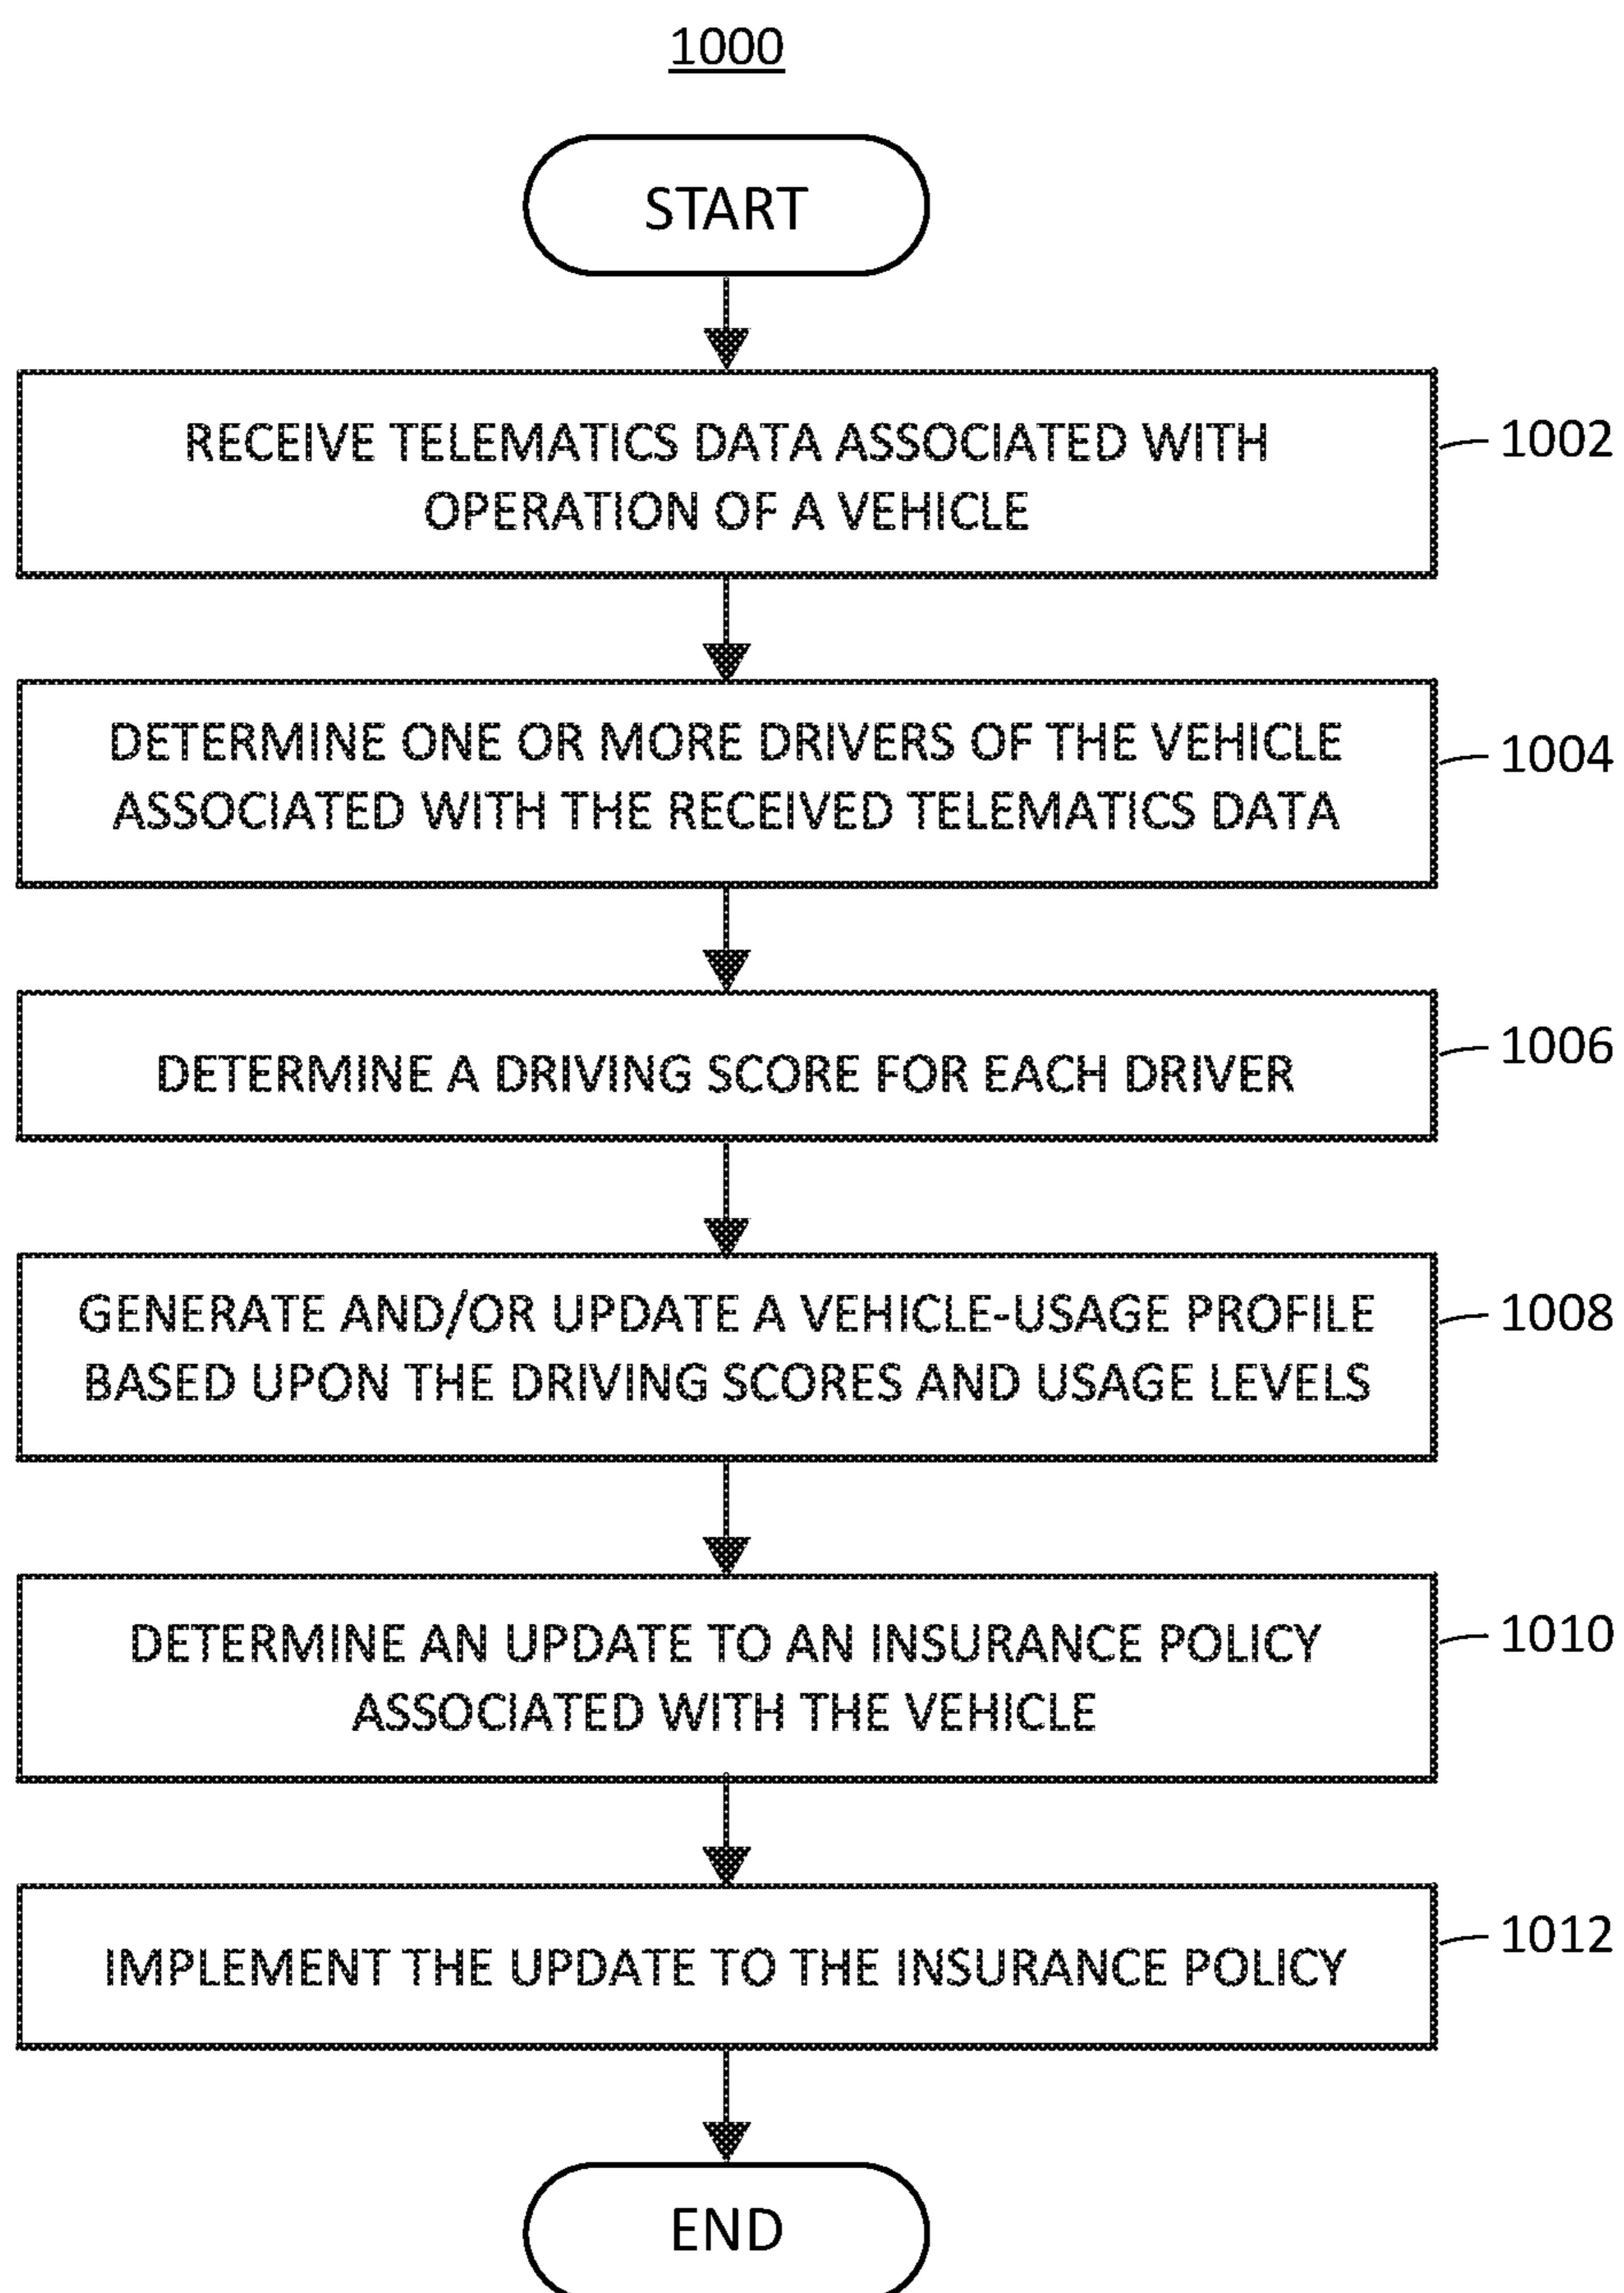 1000
START
RECEIVE TELEMATICS DATA ASSOCIATED WITH
OPERATION OF A VEHICLE
1002
DETERMINE ONE OR MORE DRIVERS OF THE VEHICLE
ASSOCIATED WITH THE RECEIVED TELEMATICS DATA
1004
DETERMINE A DRIVING SCORE FOR EACH DRIVER
1006
GENERATE AND/OR UPDATE A VEHICLE-USAGE PROFILE
BASED UPON THE DRIVING SCORES AND USAGE LEVELS
1008
DETERMINE AN UPDATE TO AN INSURANCE POLICY
ASSOCIATED WITH THE VEHICLE
1010
IMPLEMENT THE UPDATE TO THE INSURANCE POLICY
1012
END